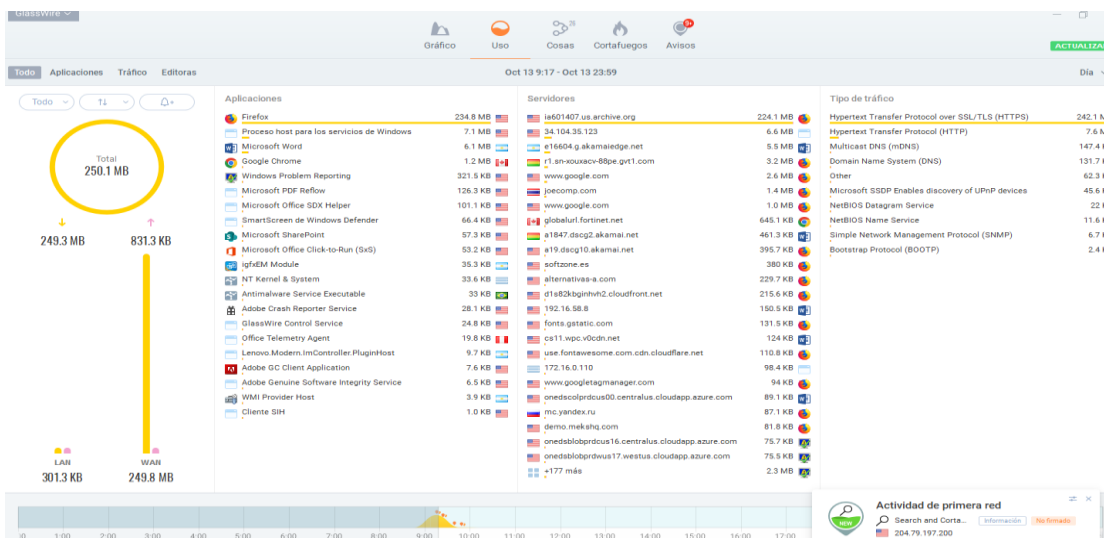 GlassWire
26
9+
Gráfico
Uso
Cosas
Cortafuegos
Avisos
Todo
Aplicaciones
Tráfico
Editoras
Oct 13 9:17 - Oct 13 23:59
Día
Todo
Total
250.1 MB
249.3 MB
831.3 KB
LAN
301.3 KB
WAN
249.8 MB
Aplicaciones
Firefox 234.8 MB
Proceso host para los servicios de Windows 7.1 MB
Microsoft Word 6.1 MB
Google Chrome 1.2 MB
Windows Problem Reporting 321.5 KB
Microsoft PDF Reflow 126.3 KB
Microsoft Office SDX Helper 101.1 KB
SmartScreen de Windows Defender 66.4 KB
Microsoft SharePoint 57.3 KB
Microsoft Office Click-to-Run (SxS) 53.2 KB
igfxEM Module 35.3 KB
NT Kernel & System 33.6 KB
Antimalware Service Executable 33 KB
Adobe Crash Reporter Service 28.1 KB
GlassWire Control Service 24.8 KB
Office Telemetry Agent 19.8 KB
Lenovo.Modern.ImController.PluginHost 9.7 KB
Adobe GC Client Application 7.6 KB
Adobe Genuine Software Integrity Service 6.5 KB
WMI Provider Host 3.9 KB
Cliente SIH 1.0 KB
Servidores
ia601407.us.archive.org 224.1 MB
34.104.35.123 6.6 MB
e16604.g.akamaiedge.net 5.5 MB
r1.sn-xouxacv-88pe.gvt1.com 3.2 MB
www.google.com 2.6 MB
joecomp.com 1.4 MB
www.google.com 1.0 MB
globalurl.fortinet.net 645.1 KB
a1847.dscg2.akamai.net 461.3 KB
a19.dscg10.akamai.net 395.7 KB
softzone.es 380 KB
alternativas-a.com 229.7 KB
d1s82kbginhvh2.cloudfront.net 215.6 KB
192.16.58.8 150.5 KB
fonts.gstatic.com 131.5 KB
cs11.wpc.v0cdn.net 124 KB
use.fontawesome.com.cdn.cloudflare.net 110.8 KB
172.16.0.110 98.4 KB
www.googletagmanager.com 94 KB
onedscolprdcus00.centralus.cloudapp.azure.com 89.1 KB
mc.yandex.ru 87.1 KB
demo.mekshq.com 81.8 KB
onedsblobprdcus16.centralus.cloudapp.azure.com 75.7 KB
onedsblobprdwus17.westus.cloudapp.azure.com 75.5 KB
+177 más 2.3 MB
Tipo de tráfico
Hypertext Transfer Protocol over SSL/TLS (HTTPS) 242.1
Hypertext Transfer Protocol (HTTP) 7.6
Multicast DNS (mDNS) 147.4
Domain Name System (DNS) 131.7
Other 62.3
Microsoft SSDP Enables discovery of UPnP devices 45.6
NetBIOS Datagram Service 22
NetBIOS Name Service 11.6
Simple Network Management Protocol (SNMP) 6.7
Bootstrap Protocol (BOOTP) 2.4
1:00 2:00 3:00 4:00 5:00 6:00 7:00 8:00 9:00 10:00 11:00 12:00 13:00 14:00 15:00 16:00 17:00
NEW
Actividad de primera red
Search and Corta... Información No firmado
204.79.197.200